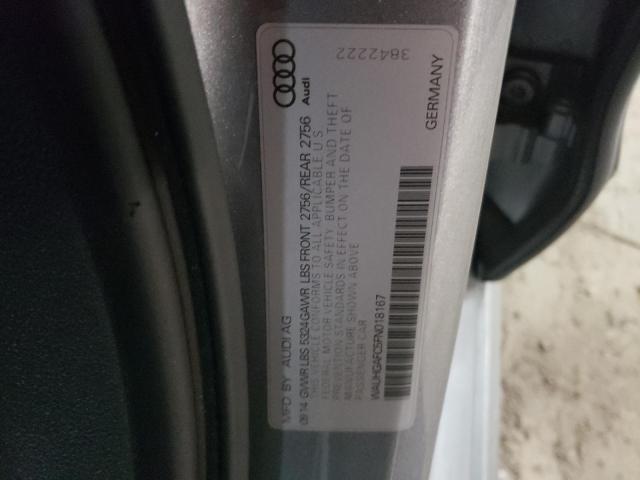 3842222
Audi
GERMANY
MFD BY AUDI AG
09 14 GVWR LBS 5324 GAWR LBS FRONT 2756/REAR 2756
THIS VEHICLE CONFORMS TO ALL APPLICABLE U.S.
FEDERAL MOTOR VEHICLE SAFETY, BUMPER AND THEFT
PREVENTION STANDARDS IN EFFECT ON THE DATE OF
MANUFACTURE SHOWN ABOVE
PASSENGER CAR
WAUHGAFC5FN018167